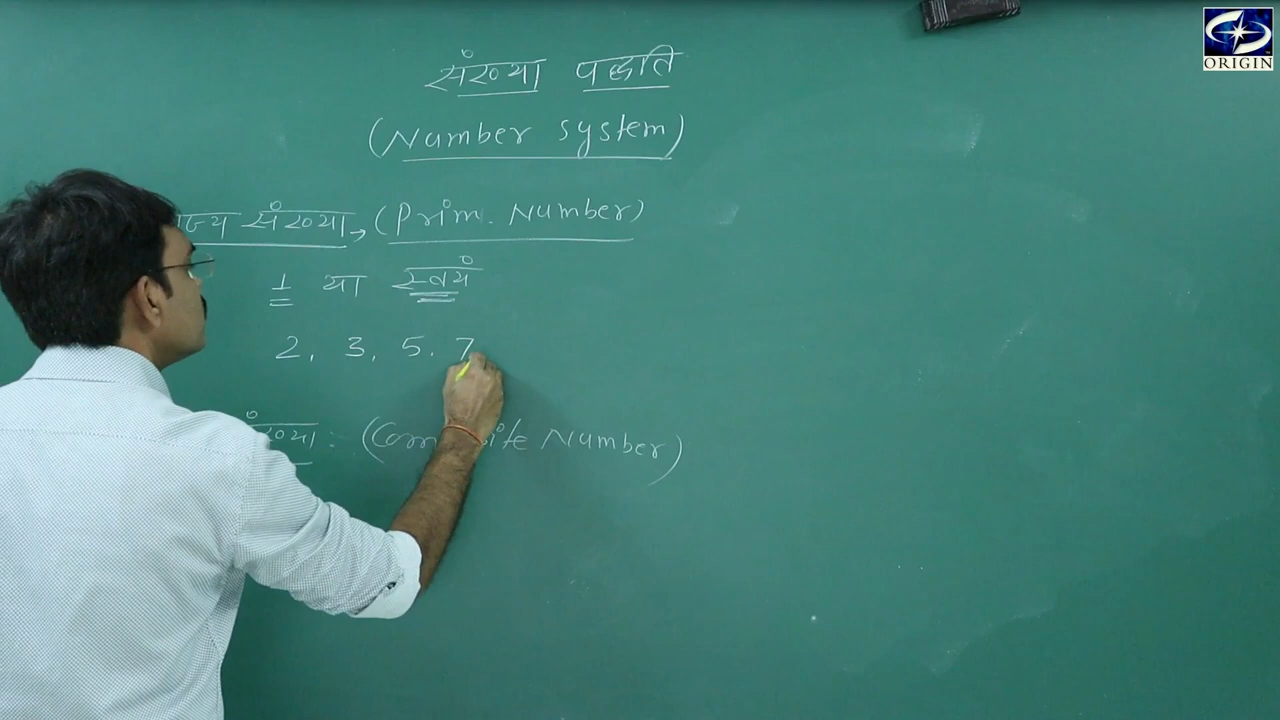 संख्या पद्धति
(Number system)
संख्या → (Prim. Number)
1 या स्वयं
2, 3, 5. 7
(Number)
ORIGIN